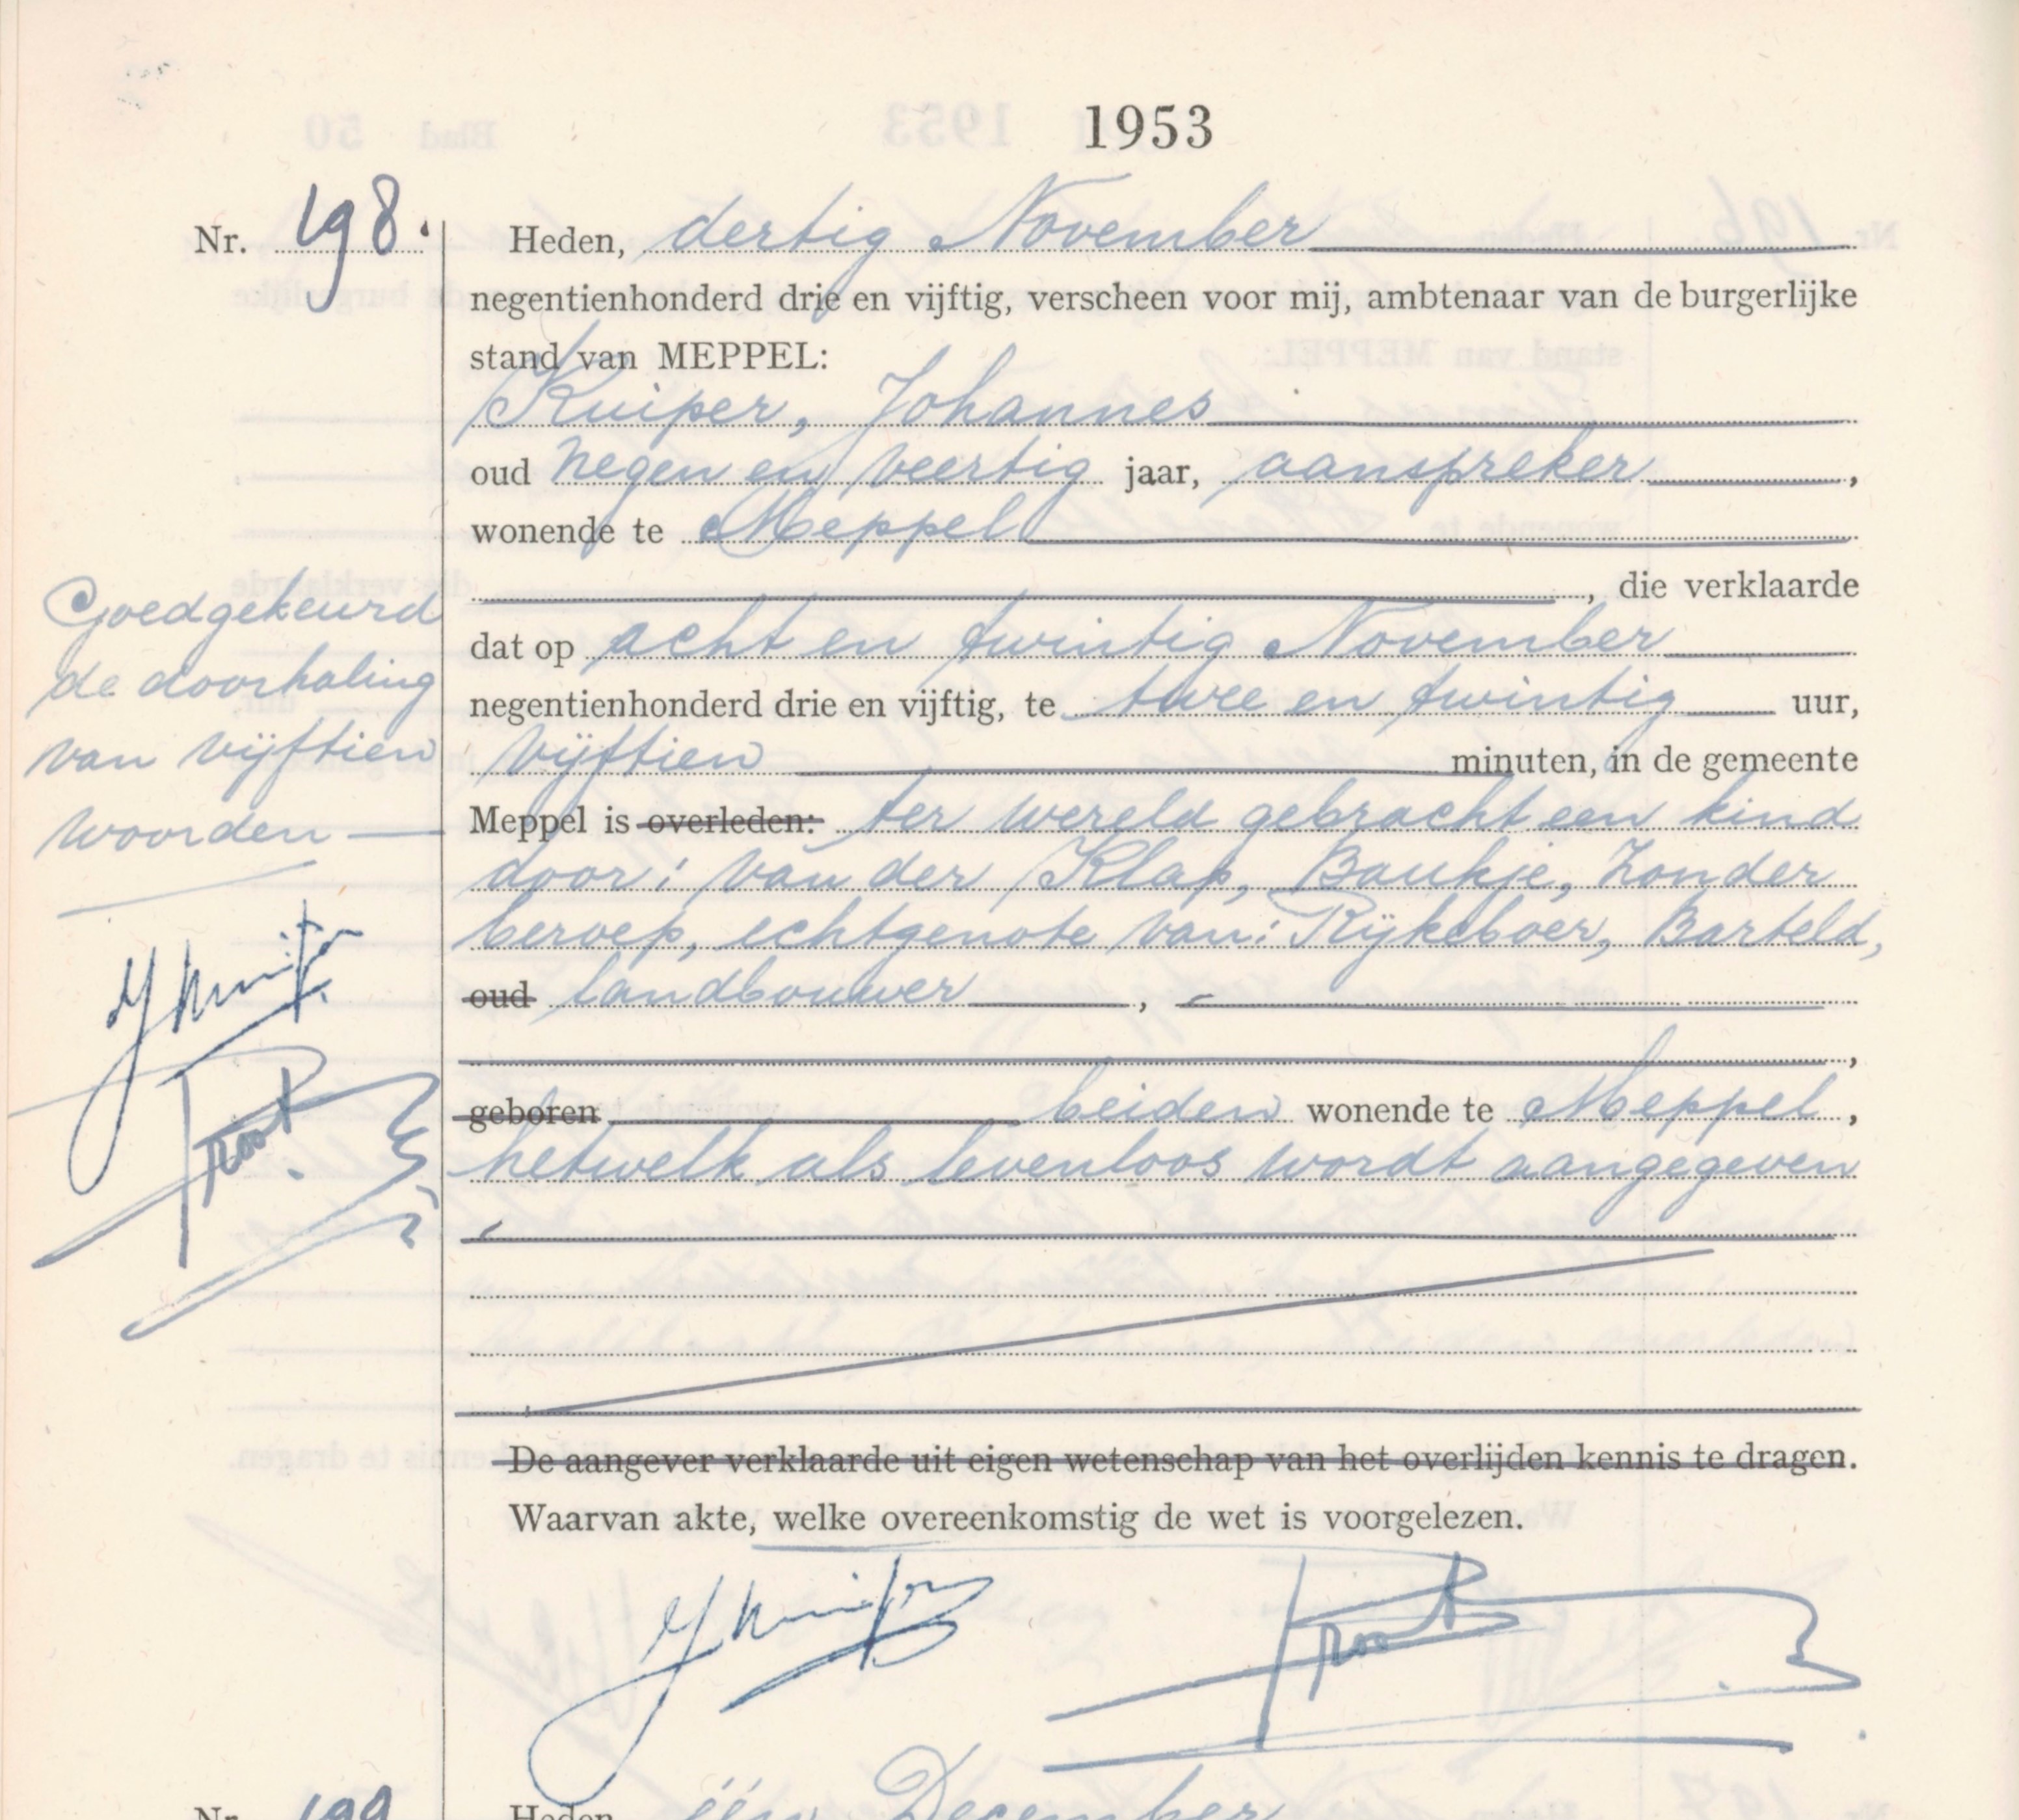 1953
Nr. 198.
Heden, dertig November
negentienhonderd drie en vijftig, verscheen voor mij, ambtenaar van de burgerlijke
stand van MEPPEL:
Kuiper, Johannes
oud negen en veertig jaar, aanspreker,
wonende te Meppel
, die verklaarde
dat op acht en twintig November
negentienhonderd drie en vijftig, te twee en twintig uur,
vijftien minuten, in de gemeente
Meppel is overleden: ter wereld gebracht een kind
door: van der Klap, Baukje, zonder
beroep, echtgenote van: Rijkeboer, Barteld,
oud landbouwer,
,
geboren beiden wonende te Meppel,
hetwelk als levenloos wordt aangegeven
De aangever verklaarde uit eigen wetenschap van het overlijden kennis te dragen.
Waarvan akte, welke overeenkomstig de wet is voorgelezen.
Goedgekeurd
de doorhaling
van vijftien
woorden
Nr. 199
Heden één December